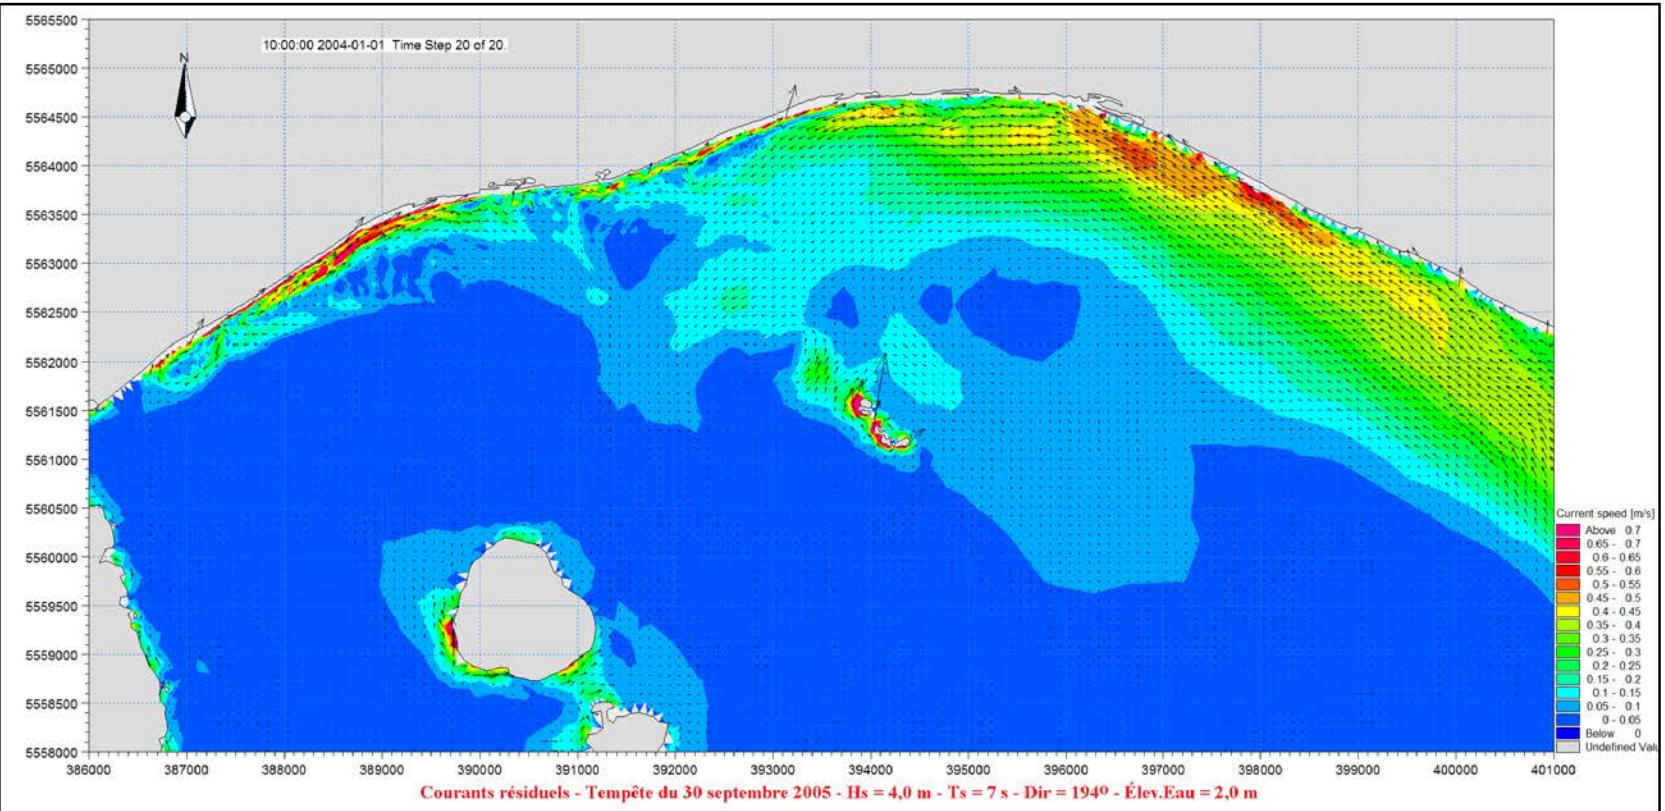 5565500
10:00:00 2004-01-01 Time Step 20 of 20.
N
5565000
5564500
5564000
5563500
5563000
5562500
5562000
5561500
5561000
5560500
5560000
5559500
5559000
5558500
5558000
386000 387000 388000 389000 390000 391000 392000 393000 394000 395000 396000 397000 398000 399000 400000 401000
Current speed [m/s]
Above 0.7
0.65 - 0.7
0.6 - 0.65
0.55 - 0.6
0.5 - 0.55
0.45 - 0.5
0.4 - 0.45
0.35 - 0.4
0.3 - 0.35
0.25 - 0.3
0.2 - 0.25
0.15 - 0.2
0.1 - 0.15
0.05 - 0.1
0 - 0.05
Below 0
Undefined Valu
Courants résiduels - Tempête du 30 septembre 2005 - Hs = 4,0 m - Ts = 7 s - Dir = 194º - Élev.Eau = 2,0 m